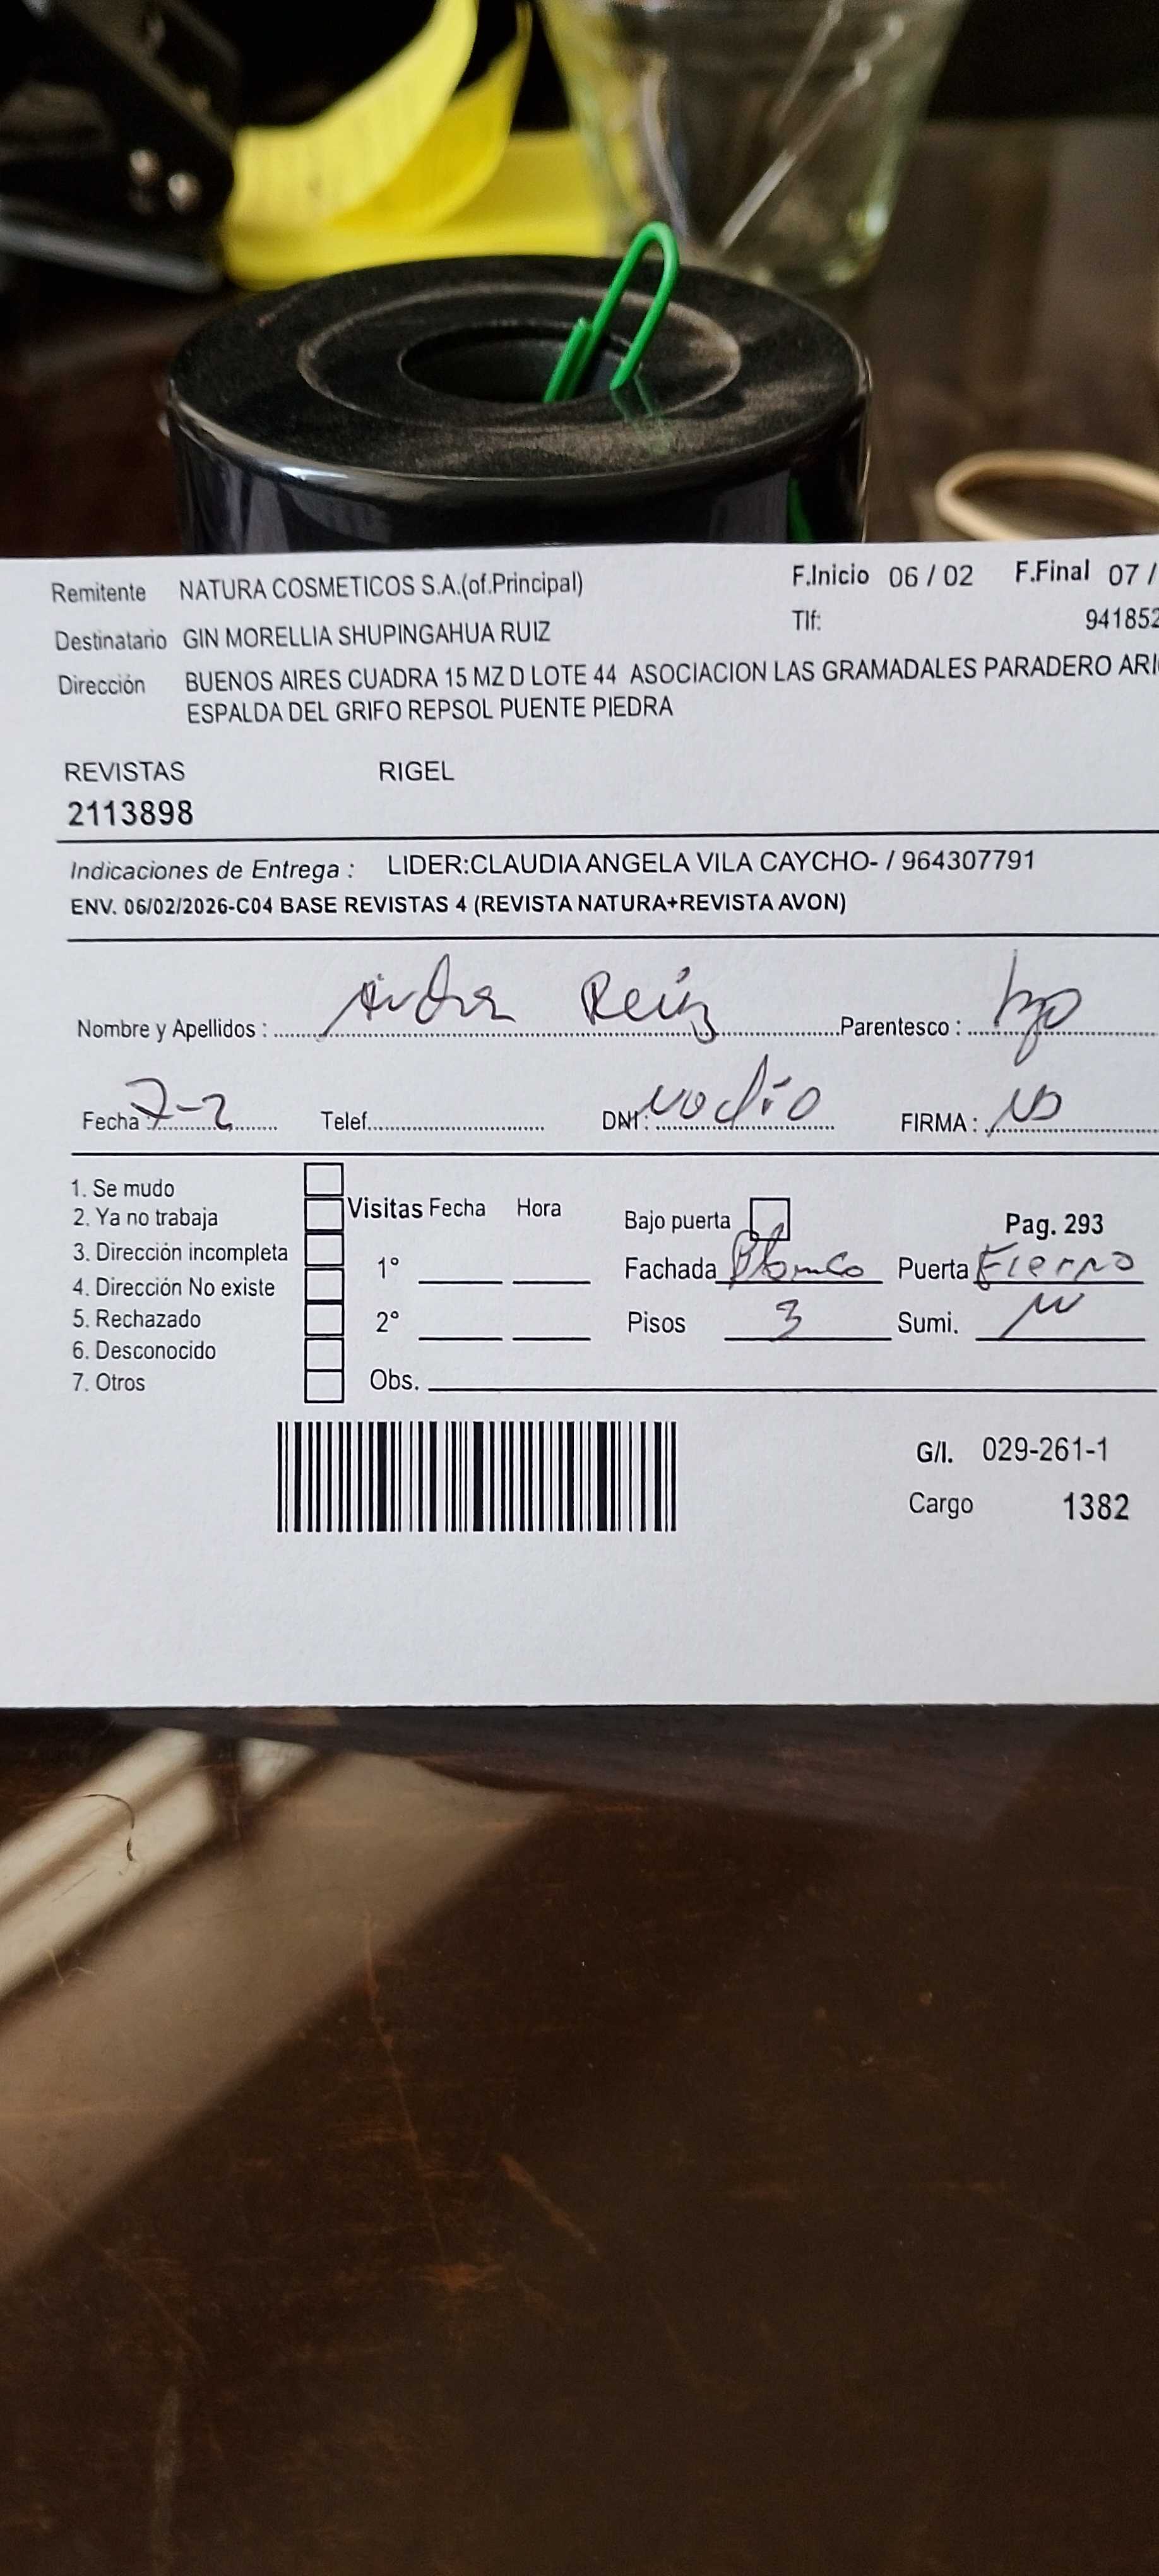 Remitente NATURA COSMETICOS S.A.(of.Principal) F.Inicio 06 / 02 F.Final 07 /
Destinatario GIN MORELLIA SHUPINGAHUA RUIZ Tlf: 941852
Dirección BUENOS AIRES CUADRA 15 MZ D LOTE 44 ASOCIACION LAS GRAMADALES PARADERO ARI
ESPALDA DEL GRIFO REPSOL PUENTE PIEDRA
REVISTAS RIGEL
2113898
Indicaciones de Entrega : LIDER:CLAUDIA ANGELA VILA CAYCHO- / 964307791
ENV. 06/02/2026-C04 BASE REVISTAS 4 (REVISTA NATURA+REVISTA AVON)
Nombre y Apellidos : Parentesco :
Fecha : 7-2 Telef. DNI: no dio FIRMA : no
1. Se mudo
2. Ya no trabaja
3. Dirección incompleta
4. Dirección No existe
5. Rechazado
6. Desconocido
7. Otros
Visitas Fecha Hora
1°
2°
Obs.
Bajo puerta Pag. 293
Fachada Blanco Puerta Fierro
Pisos 3 Sumi.
G/I. 029-261-1
Cargo 1382